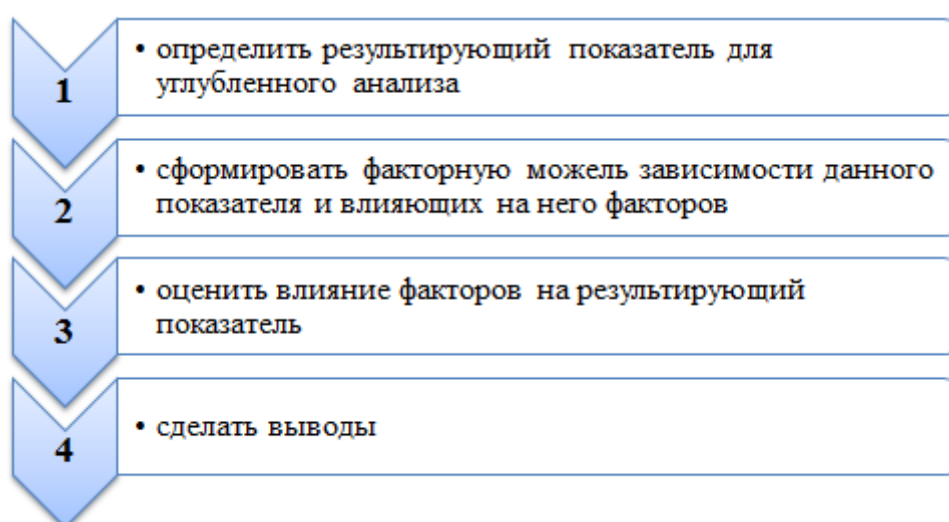 1
• определить результирующий показатель для
углубленного анализа
2
• сформировать факторную можель зависимости данного
показателя и влияющих на него факторов
3
• оценить влияние факторов на результирующий
показатель
4
• сделать выводы